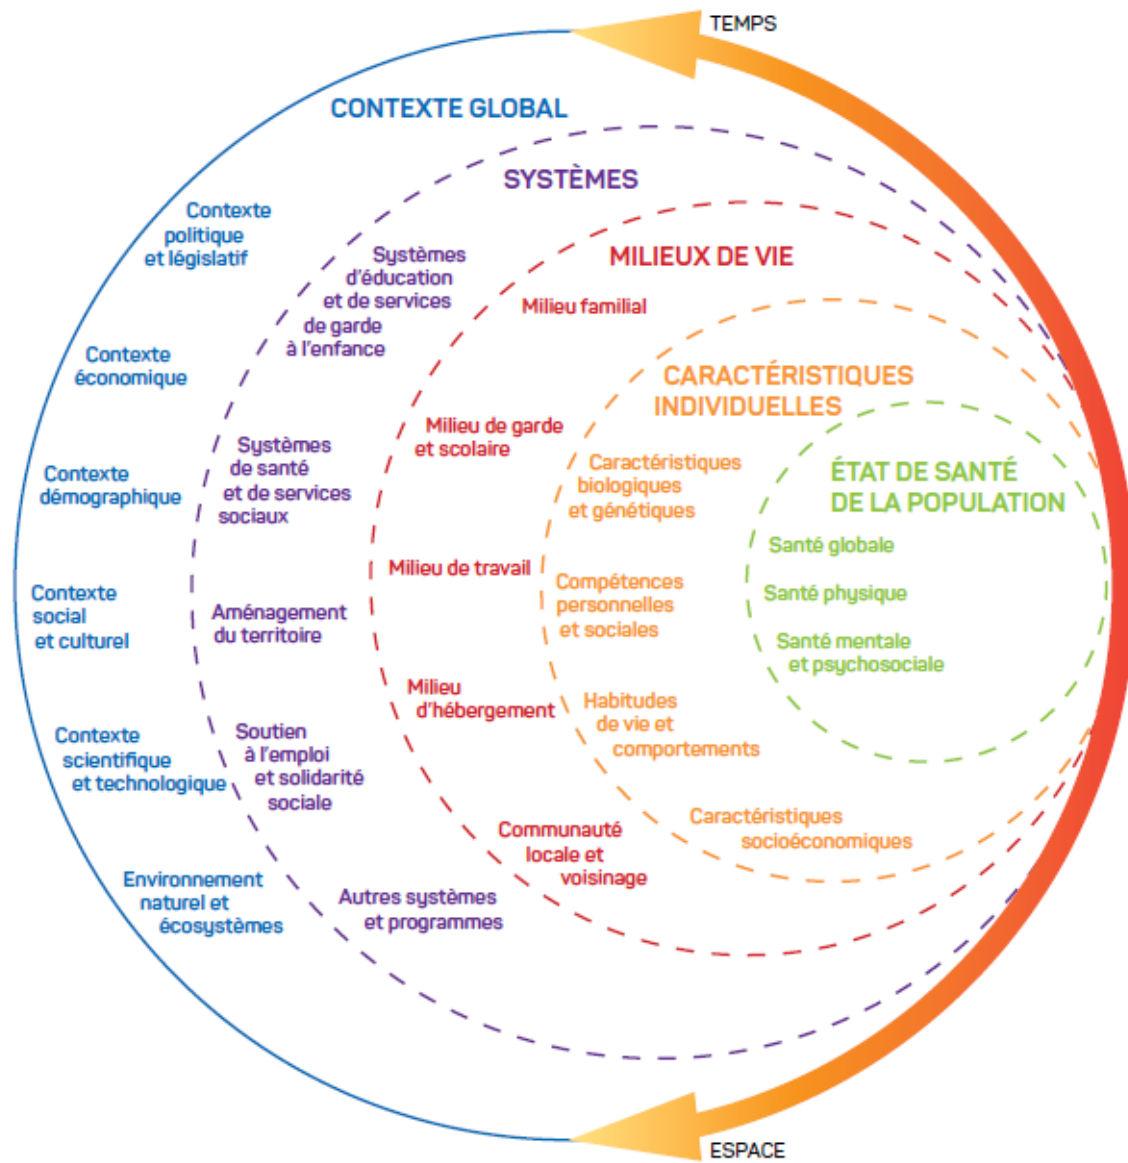 TEMPS
CONTEXTE GLOBAL
Contexte
politique
et législatif
Contexte
économique
Contexte
démographique
Contexte
social
et culturel
Contexte
scientifique
et technologique
Environnement
naturel et
écosystèmes
SYSTÈMES
Systèmes
d'éducation
et de services
de garde
à l'enfance
Systèmes
de santé
et de services
sociaux
Aménagement
du territoire
Soutien
à l'emploi
et solidarité
sociale
Autres systèmes
et programmes
MILIEUX DE VIE
Milieu familial
Milieu de garde
et scolaire
Milieu de travail
Milieu
d'hébergement
Communauté
locale et
voisinage
CARACTÉRISTIQUES
INDIVIDUELLES
Caractéristiques
biologiques
et génétiques
Compétences
personnelles
et sociales
Habitudes
de vie et
comportements
Caractéristiques
socioéconomiques
ÉTAT DE SANTÉ
DE LA POPULATION
Santé globale
Santé physique
Santé mentale
et psychosociale
ESPACE